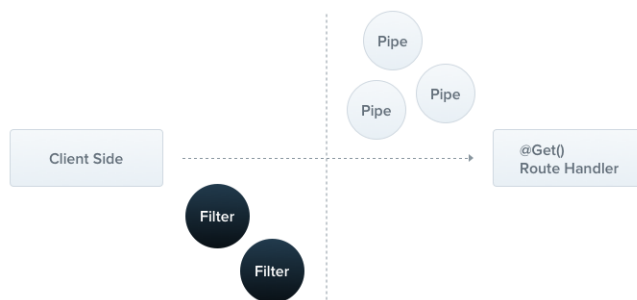 Pipe
Pipe
Pipe
Client Side
@Get()
Route Handler
Filter
Filter